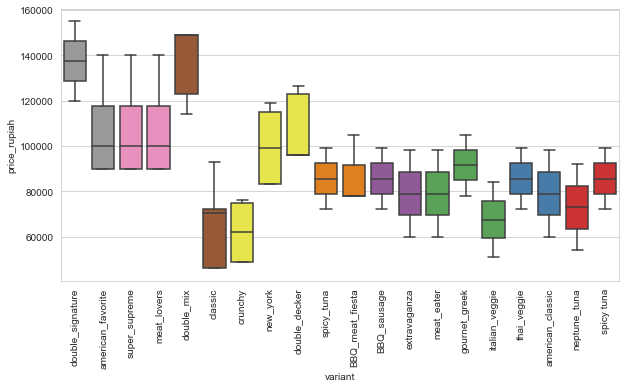 160000
140000
120000
100000
80000
60000
price_rupiah
double_signature
american_favorite
super_supreme
meat_lovers
double_mix
classic
crunchy
new_york
double_decker
spicy_tuna
BBQ_meat_fiesta
BBQ_sausage
extravaganza
meat_eater
gourmet_greek
italian_veggie
thai_veggie
american_classic
neptune_tuna
spicy tuna
variant